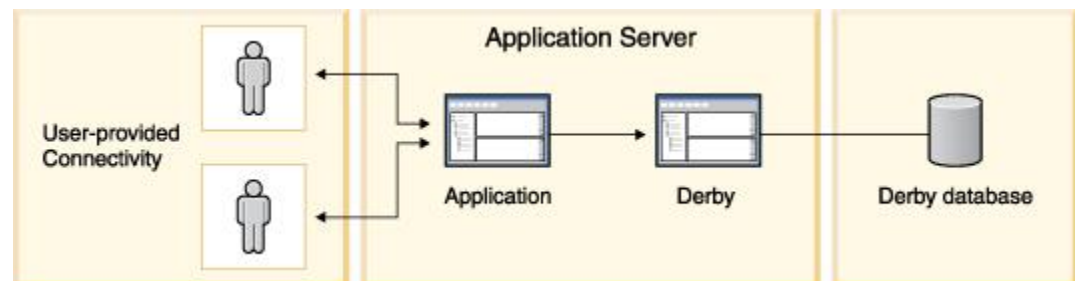 Application Server
User-provided
Connectivity
Application
Derby
Derby database